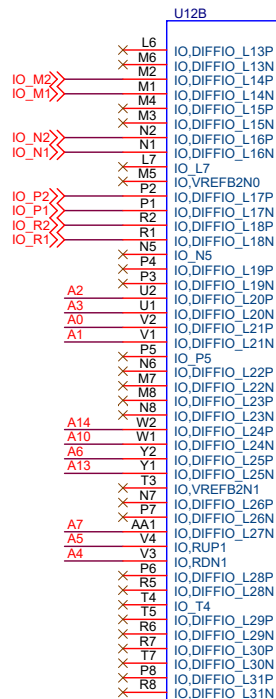 U12B
L6 IO,DIFFIO_L13P
M6 IO,DIFFIO_L13N
IO_M2 M2 IO,DIFFIO_L14P
IO_M1 M1 IO,DIFFIO_L14N
M4 IO,DIFFIO_L15P
M3 IO,DIFFIO_L15N
IO_N2 N2 IO,DIFFIO_L16P
IO_N1 N1 IO,DIFFIO_L16N
L7 IO_L7
M5 IO,VREFB2N0
IO_P2 P2 IO,DIFFIO_L17P
IO_P1 P1 IO,DIFFIO_L17N
IO_R2 R2 IO,DIFFIO_L18P
IO_R1 R1 IO,DIFFIO_L18N
N5 IO_N5
P4 IO,DIFFIO_L19P
P3 IO,DIFFIO_L19N
A2 U2 IO,DIFFIO_L20P
A3 U1 IO,DIFFIO_L20N
A0 V2 IO,DIFFIO_L21P
A1 V1 IO,DIFFIO_L21N
P5 IO_P5
N6 IO,DIFFIO_L22P
M7 IO,DIFFIO_L22N
M8 IO,DIFFIO_L23P
N8 IO,DIFFIO_L23N
A14 W2 IO,DIFFIO_L24P
A10 W1 IO,DIFFIO_L24N
A6 Y2 IO,DIFFIO_L25P
A13 Y1 IO,DIFFIO_L25N
T3 IO,VREFB2N1
N7 IO,DIFFIO_L26P
P7 IO,DIFFIO_L26N
A7 AA1 IO,DIFFIO_L27N
A5 V4 IO,RUP1
A4 V3 IO,RDN1
P6 IO,DIFFIO_L28P
R5 IO,DIFFIO_L28N
T4 IO_T4
T5 IO,DIFFIO_L29P
R6 IO,DIFFIO_L29N
R7 IO,DIFFIO_L30P
T7 IO,DIFFIO_L30N
P8 IO,DIFFIO_L31P
R8 IO,DIFFIO_L31N